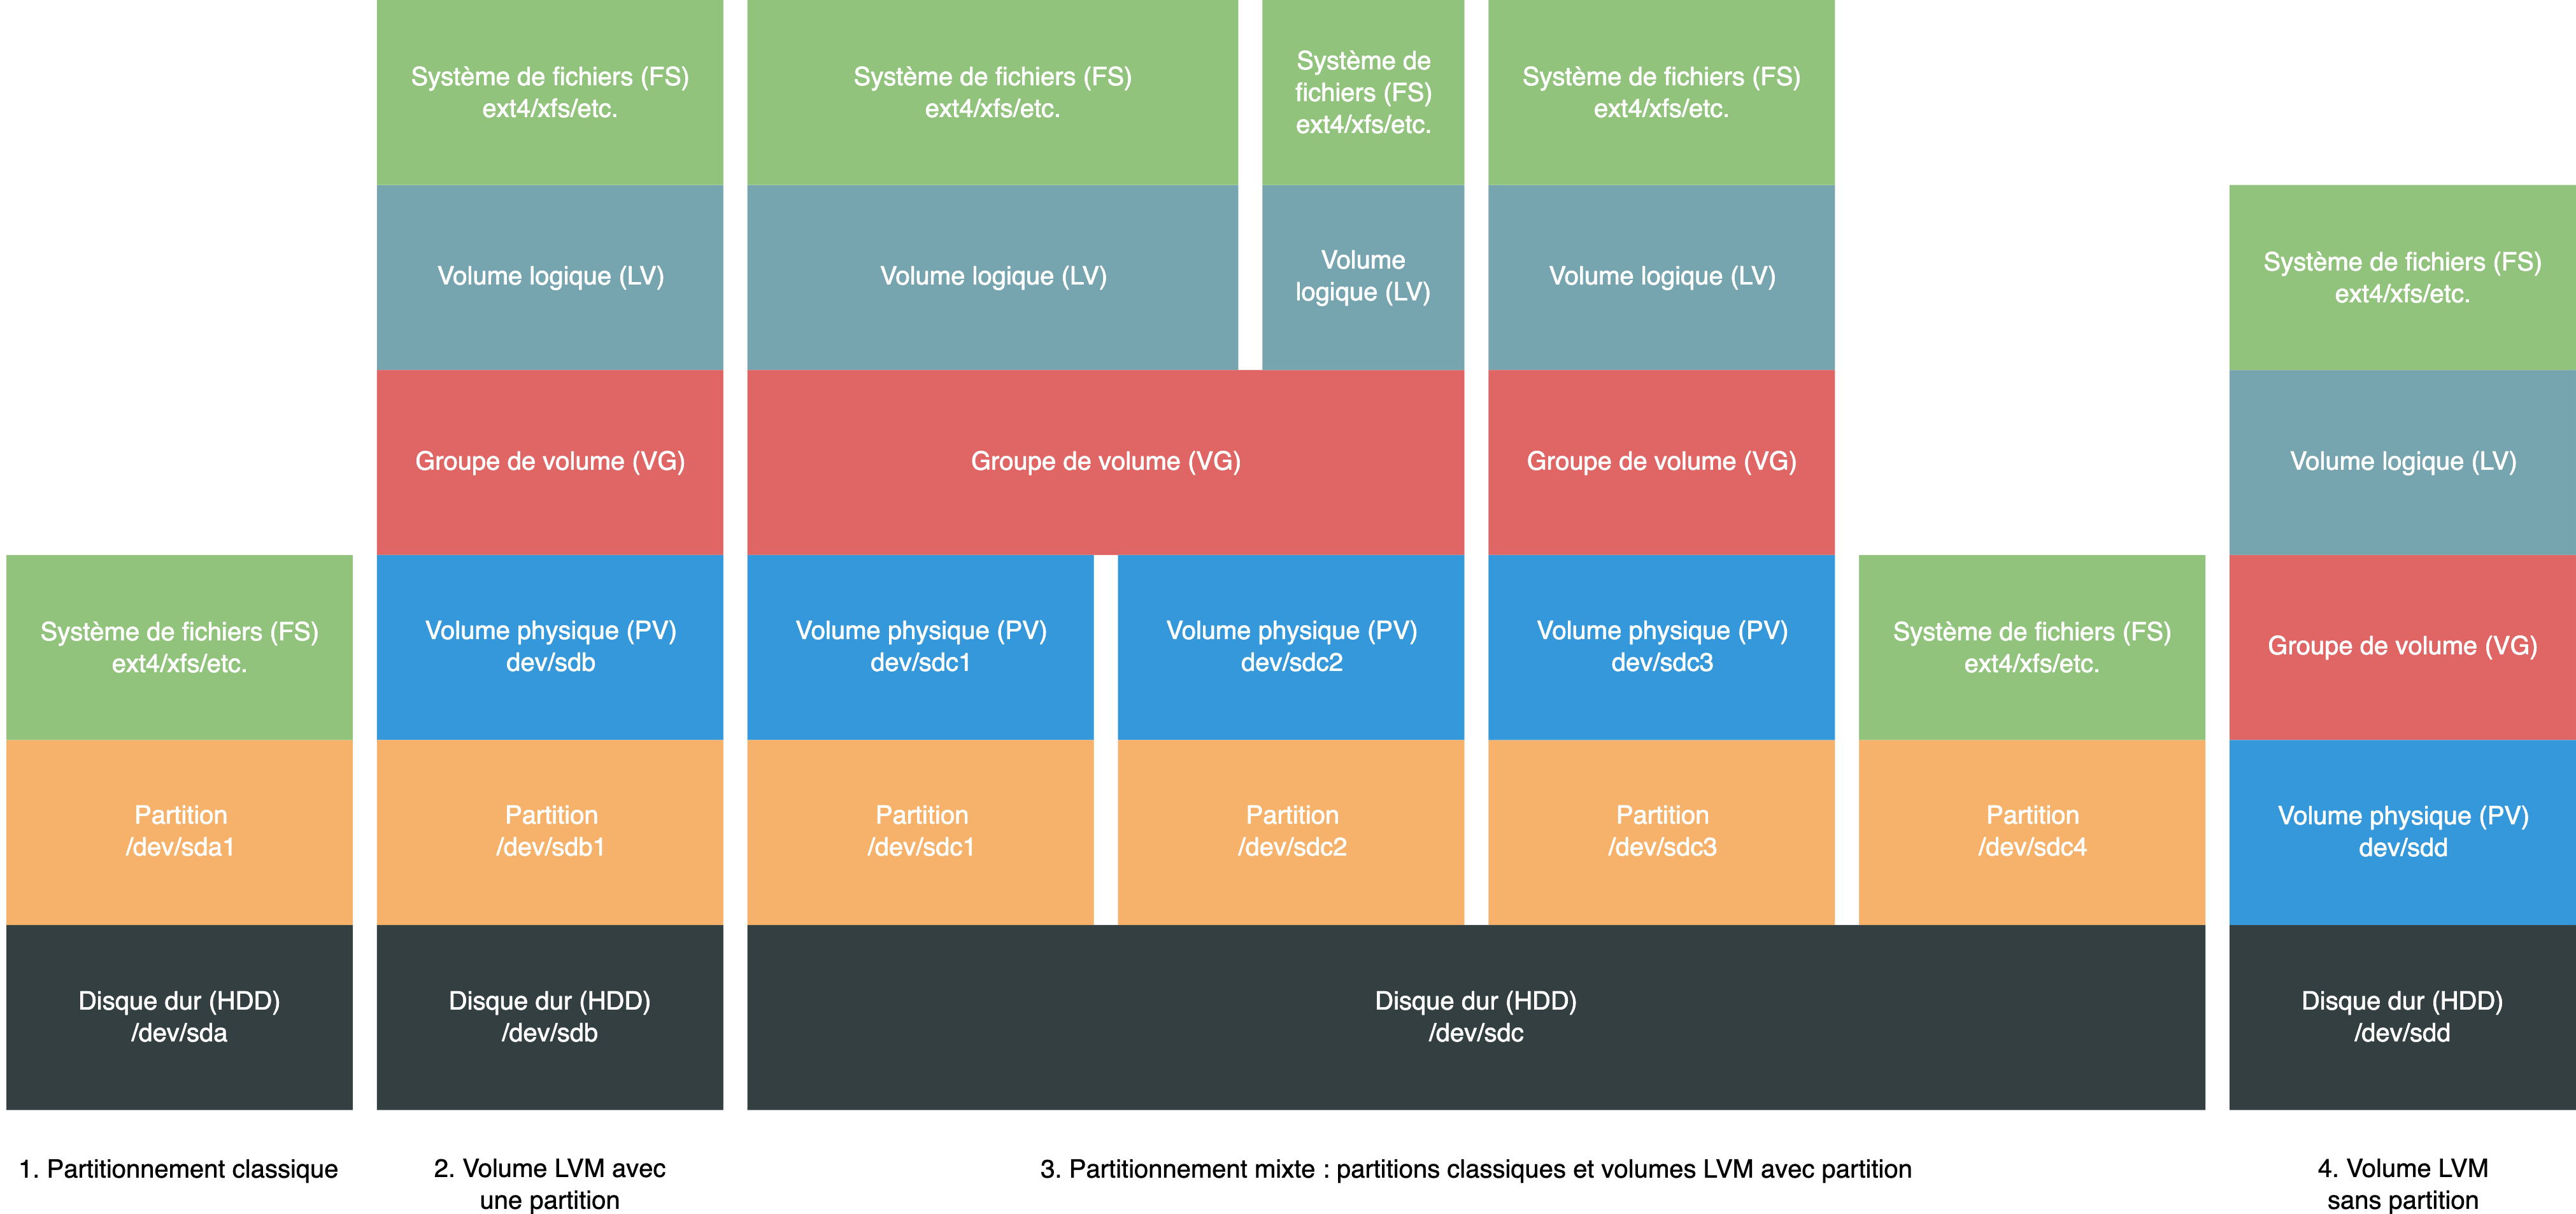 Système de fichiers (FS)
ext4/xfs/etc.
Système de fichiers (FS)
ext4/xfs/etc.
Système de
fichiers (FS)
ext4/xfs/etc.
Système de fichiers (FS)
ext4/xfs/etc.
Volume logique (LV)
Volume logique (LV)
Volume
logique (LV)
Volume logique (LV)
Système de fichiers (FS)
ext4/xfs/etc.
Groupe de volume (VG)
Groupe de volume (VG)
Groupe de volume (VG)
Volume logique (LV)
Système de fichiers (FS)
ext4/xfs/etc.
Volume physique (PV)
dev/sdb
Volume physique (PV)
dev/sdc1
Volume physique (PV)
dev/sdc2
Volume physique (PV)
dev/sdc3
Système de fichiers (FS)
ext4/xfs/etc.
Groupe de volume (VG)
Partition
/dev/sda1
Partition
/dev/sdb1
Partition
/dev/sdc1
Partition
/dev/sdc2
Partition
/dev/sdc3
Partition
/dev/sdc4
Volume physique (PV)
dev/sdd
Disque dur (HDD)
/dev/sda
Disque dur (HDD)
/dev/sdb
Disque dur (HDD)
/dev/sdc
Disque dur (HDD)
/dev/sdd
1. Partitionnement classique
2. Volume LVM avec
une partition
3. Partitionnement mixte : partitions classiques et volumes LVM avec partition
4. Volume LVM
sans partition